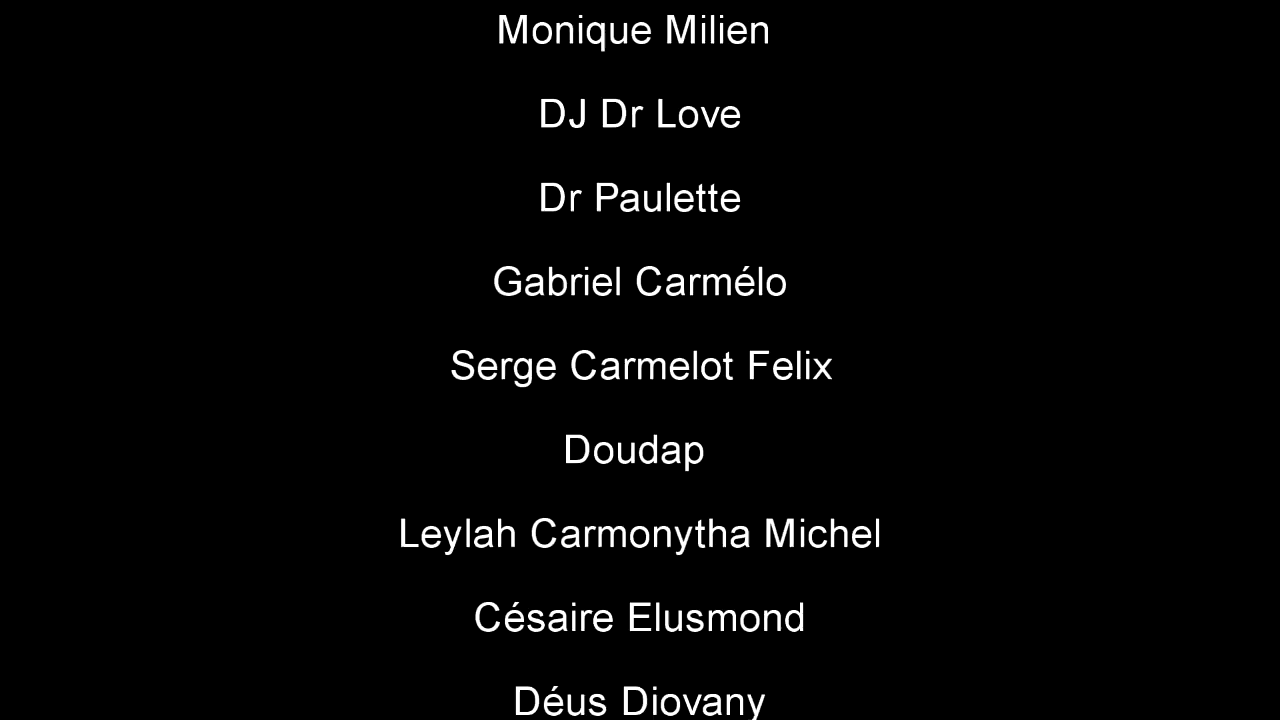 Monique Milien
DJ Dr Love
Dr Paulette
Gabriel Carmélo
Serge Carmelot Felix
Doudap
Leylah Carmonytha Michel
Césaire Elusmond
Déus Diovany